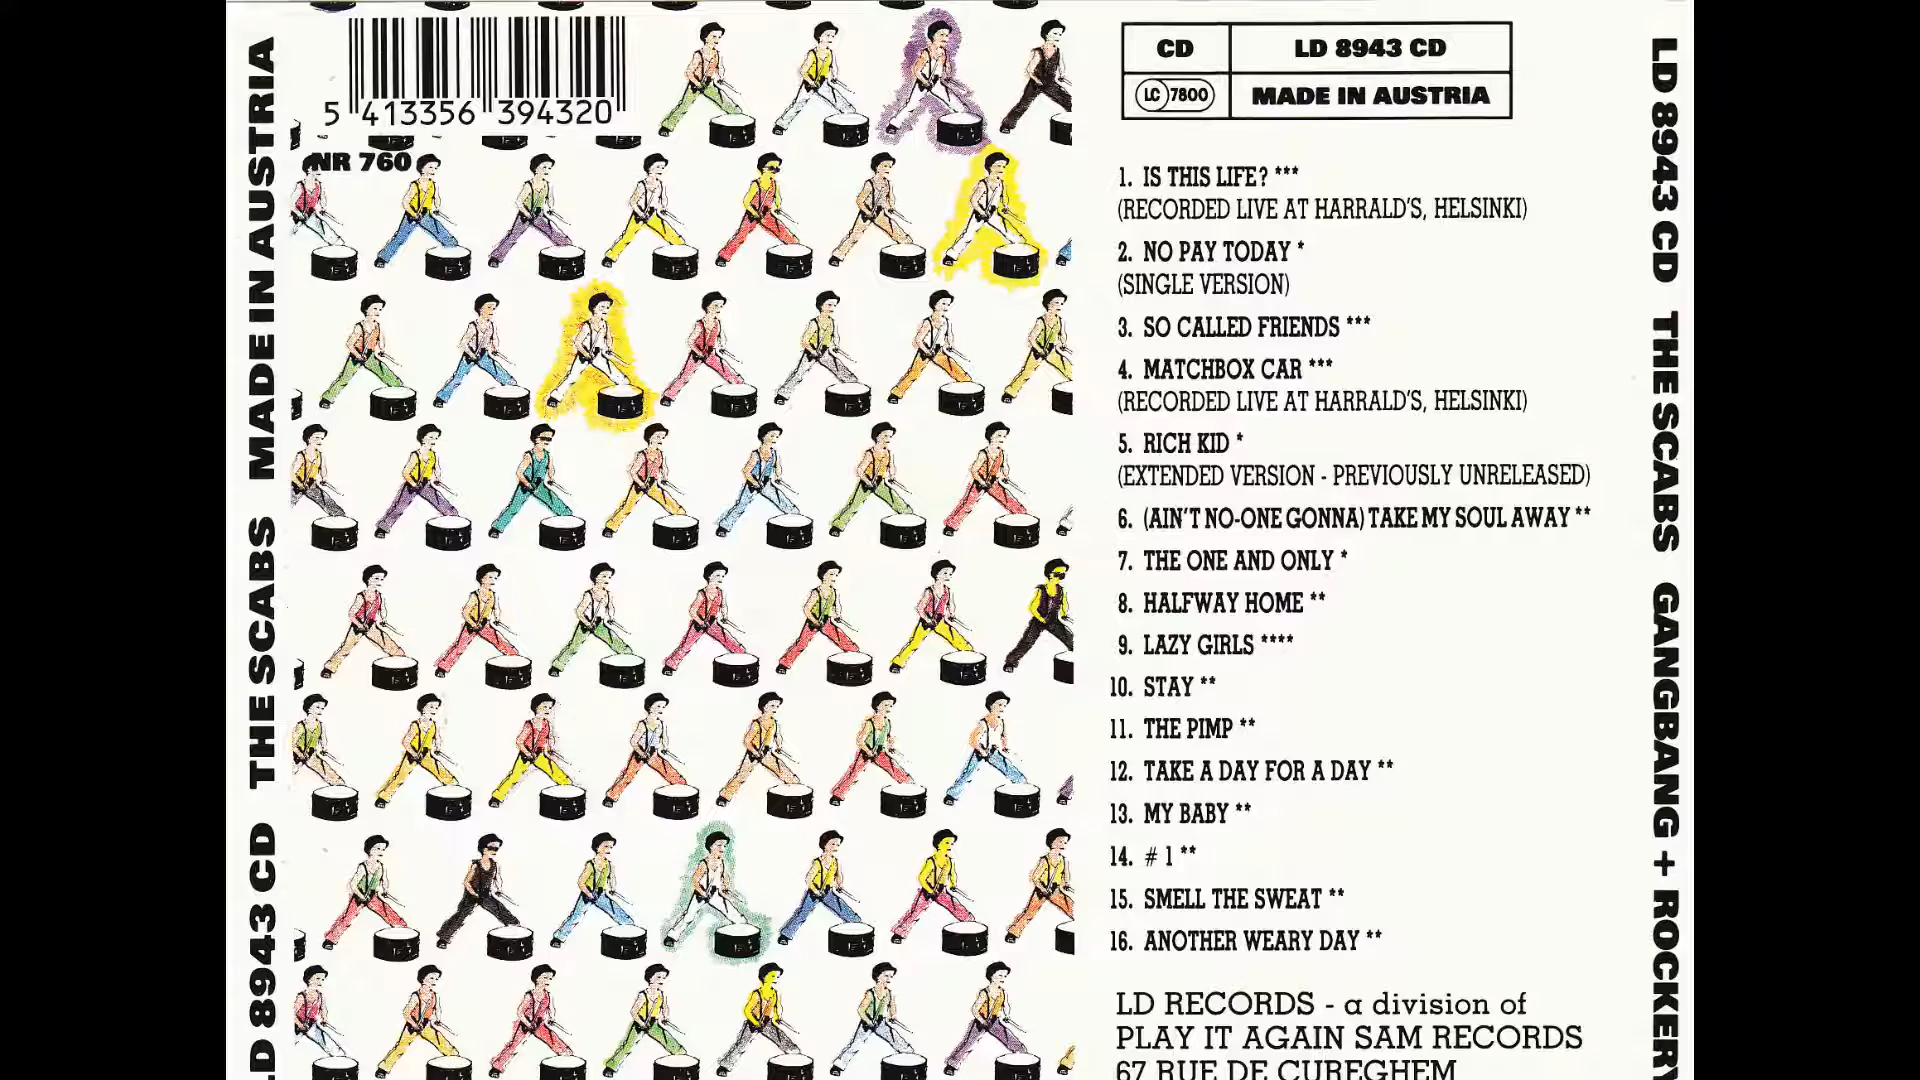 LD 8943 CD THE SCABS MADE IN AUSTRIA
5 413356 394320
NR 760
CD LD 8943 CD
LC 7800 MADE IN AUSTRIA
1. IS THIS LIFE? ***
(RECORDED LIVE AT HARRALD'S, HELSINKI)
2. NO PAY TODAY *
(SINGLE VERSION)
3. SO CALLED FRIENDS ***
4. MATCHBOX CAR ***
(RECORDED LIVE AT HARRALD'S, HELSINKI)
5. RICH KID *
(EXTENDED VERSION - PREVIOUSLY UNRELEASED)
6. (AIN'T NO-ONE GONNA) TAKE MY SOUL AWAY **
7. THE ONE AND ONLY *
8. HALFWAY HOME **
9. LAZY GIRLS ****
10. STAY **
11. THE PIMP **
12. TAKE A DAY FOR A DAY **
13. MY BABY **
14. # 1 **
15. SMELL THE SWEAT **
16. ANOTHER WEARY DAY **
LD RECORDS - a division of
PLAY IT AGAIN SAM RECORDS
67 RUE DE CUREGHEM
LD 8943 CD THE SCABS GANGBANG + ROCKERY